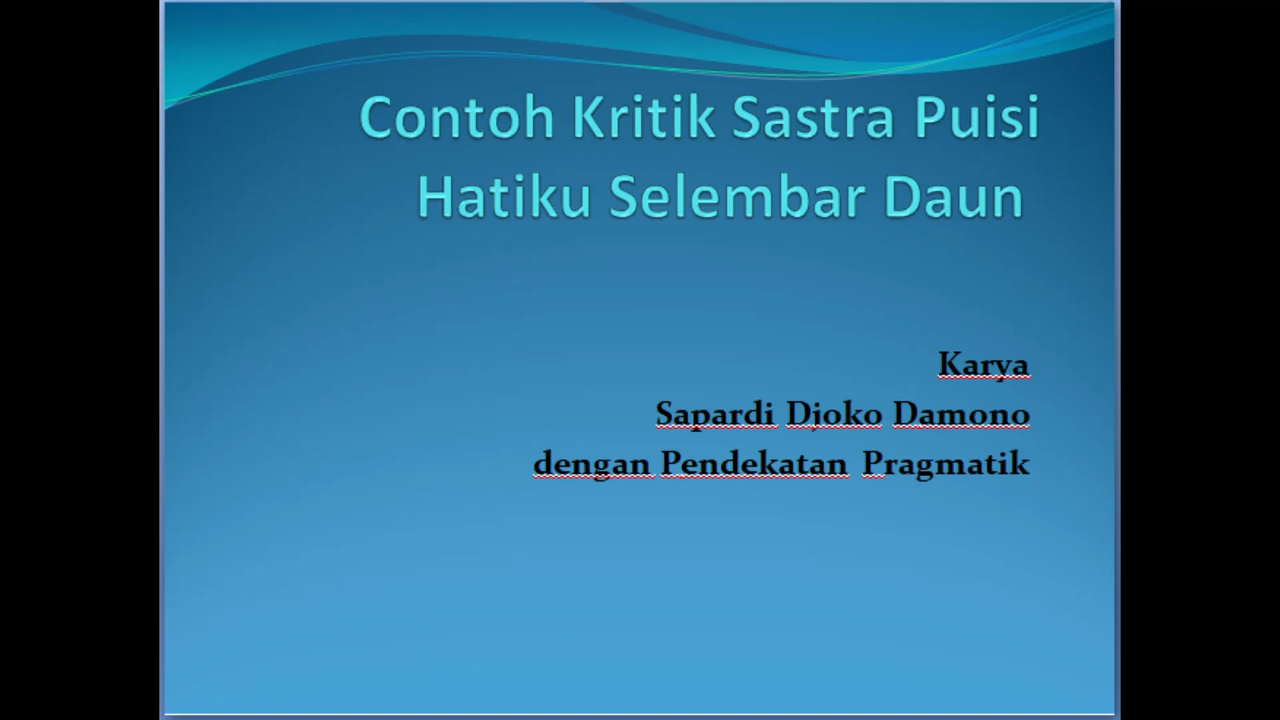 Contoh Kritik Sastra Puisi
Hatiku Selembar Daun
Karya
Sapardi Djoko Damono
dengan Pendekatan Pragmatik